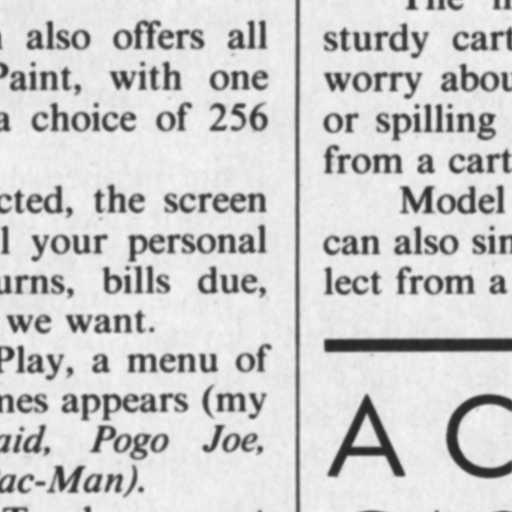 also offers all
Paint, with one
a choice of 256
cted, the screen
l your personal
urns, bills due,
we want.
Play, a menu of
mes appears (my
aid, Pogo Joe,
ac-Man).
The
sturdy cart
worry abou
or spilling
from a cart
Model
can also sin
lect from a
A C